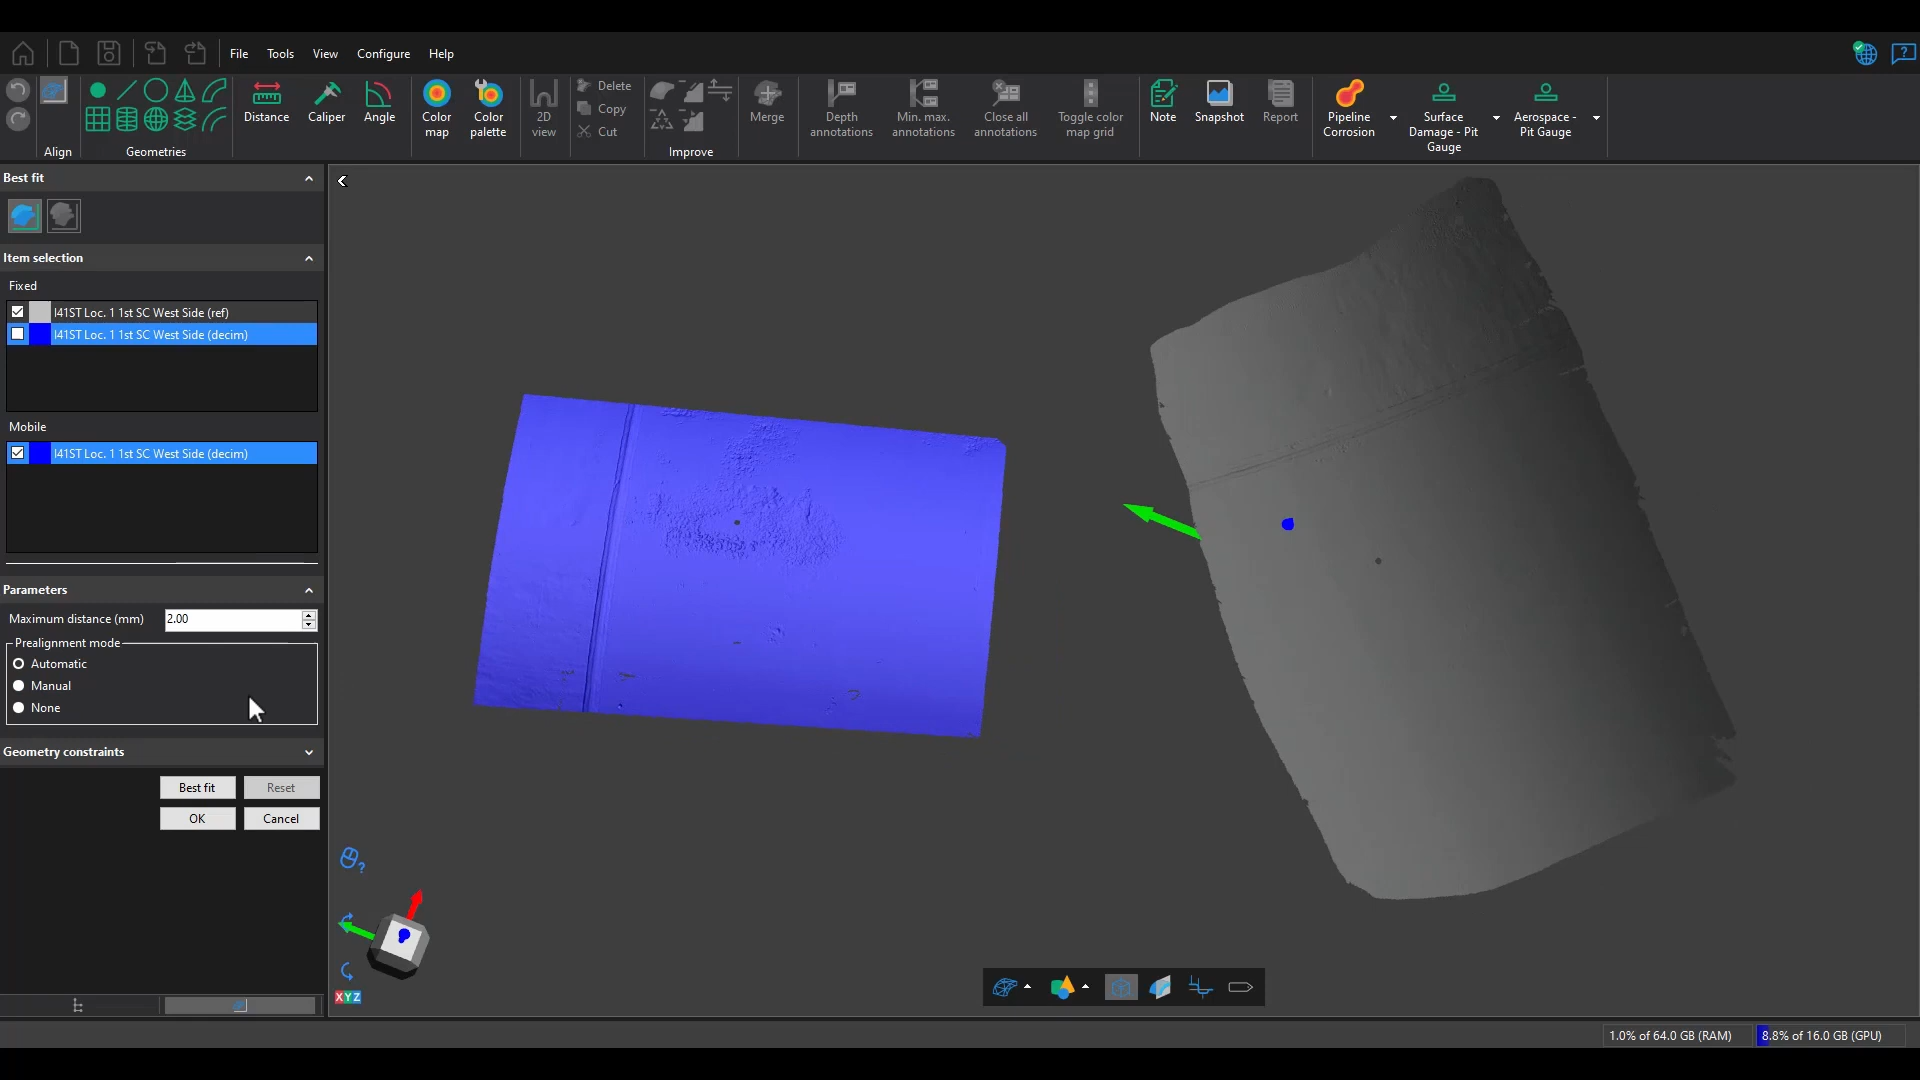 File Tools View Configure Help
Distance Caliper Angle Color map Color palette 2D view Delete Copy Cut Merge Depth annotations Min. max. annotations Close all annotations Toggle color map grid Note Snapshot Report Pipeline Corrosion Surface Damage - Pit Gauge Aerospace - Pit Gauge
Align Geometries Improve
Best fit
Item selection
Fixed
I41ST Loc. 1 1st SC West Side (ref)
I41ST Loc. 1 1st SC West Side (decim)
Mobile
I41ST Loc. 1 1st SC West Side (decim)
Parameters
Maximum distance (mm) 2.00
Prealignment mode
Automatic
Manual
None
Geometry constraints
Best fit Reset
OK Cancel
XYZ
1.0% of 64.0 GB (RAM) 8.8% of 16.0 GB (GPU)